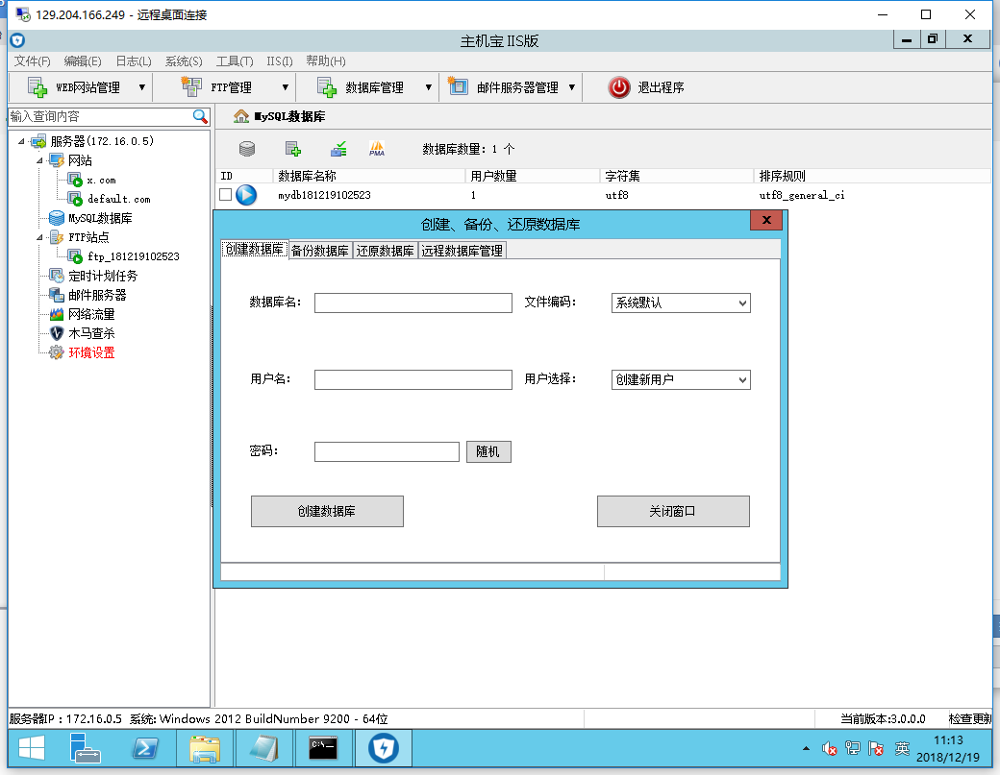 129.204.166.249 - 远程桌面连接
主机宝 IIS版
文件(F) 编辑(E) 日志(L) 系统(S) 工具(T) IIS(I) 帮助(H)
WEB网站管理 FTP管理 数据库管理 邮件服务器管理 退出程序
输入查询内容
MySQL数据库
服务器(172.16.0.5)
网站
x.com
default.com
MySQL数据库
FTP站点
ftp_181219102523
定时计划任务
邮件服务器
网络流量
木马查杀
环境设置
PMA
数据库数量: 1 个
ID 数据库名称 用户数量 字符集 排序规则
mydb181219102523 1 utf8 utf8_general_ci
创建、备份、还原数据库
创建数据库 备份数据库 还原数据库 远程数据库管理
数据库名: 文件编码: 系统默认
用户名: 用户选择: 创建新用户
密码: 随机
创建数据库 关闭窗口
服务器IP：172.16.0.5 系统: Windows 2012 BuildNumber 9200 - 64位 当前版本:3.0.0.0 检查更新
C:\_
英
11:13
2018/12/19